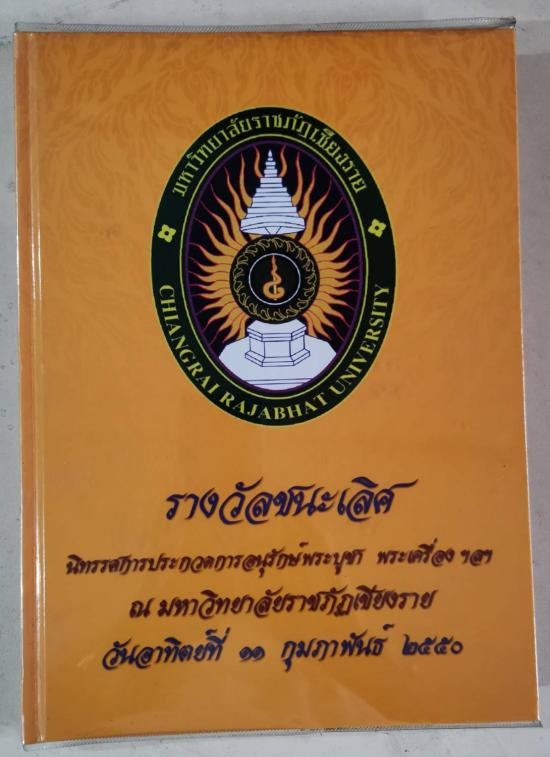 มหาวิทยาลัยราชภัฏเชียงราย
CHIANGRAI RAJABHAT UNIVERSITY
รางวัลชนะเลิศ
นิทรรศการประกวดการอนุรักษ์พระบูชา พระเครื่อง ฯลฯ
ณ มหาวิทยาลัยราชภัฏเชียงราย
วันอาทิตย์ที่ ๑๑ กุมภาพันธ์ ๒๕๕๐